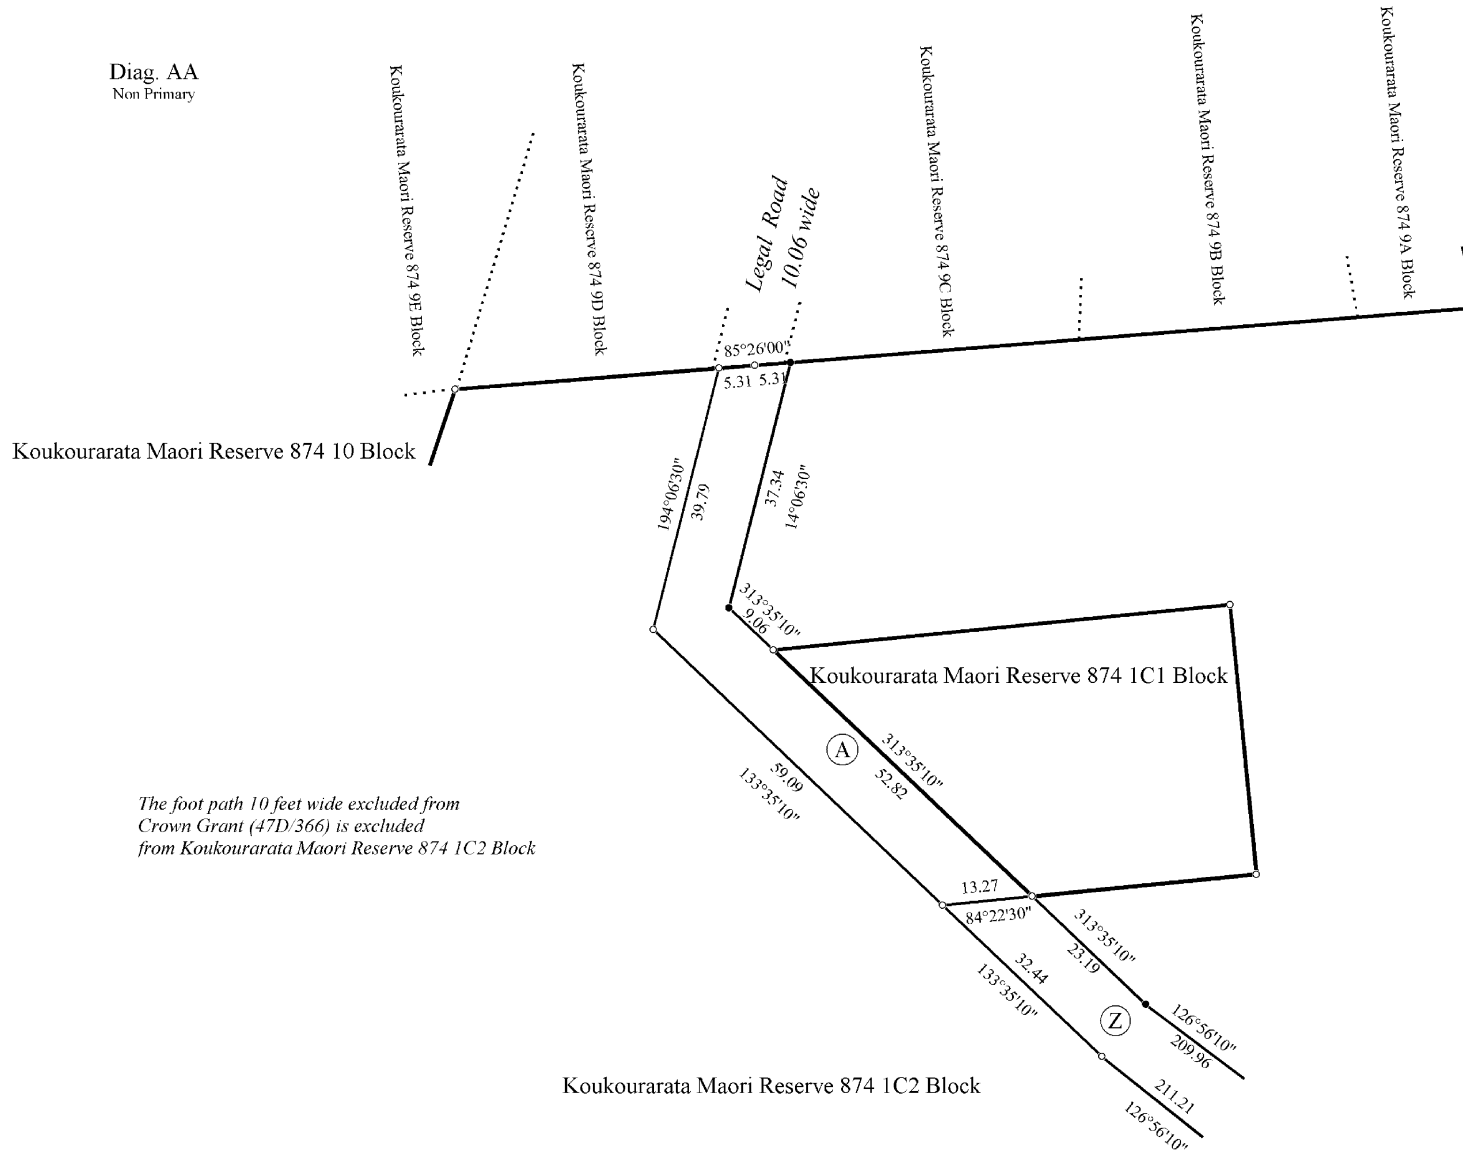 Diag. AA
Non Primary
Koukourarata Maori Reserve 874 9E Block
Koukourarata Maori Reserve 874 9D Block
Legal Road
10.06 wide
Koukourarata Maori Reserve 874 9C Block
Koukourarata Maori Reserve 874 9B Block
Koukourarata Maori Reserve 874 9A Block
85°26'00"
5.31
5.31
Koukourarata Maori Reserve 874 10 Block
194°06'30"
39.79
37.34
14°06'30"
313°35'10"
9.06
Koukourarata Maori Reserve 874 1C1 Block
A
313°35'10"
52.82
59.09
133°35'10"
The foot path 10 feet wide excluded from
Crown Grant (47D/366) is excluded
from Koukourarata Maori Reserve 874 1C2 Block
13.27
84°22'30"
313°35'10"
23.19
32.44
133°35'10"
Z
126°56'10"
209.96
Koukourarata Maori Reserve 874 1C2 Block
211.21
126°56'10"